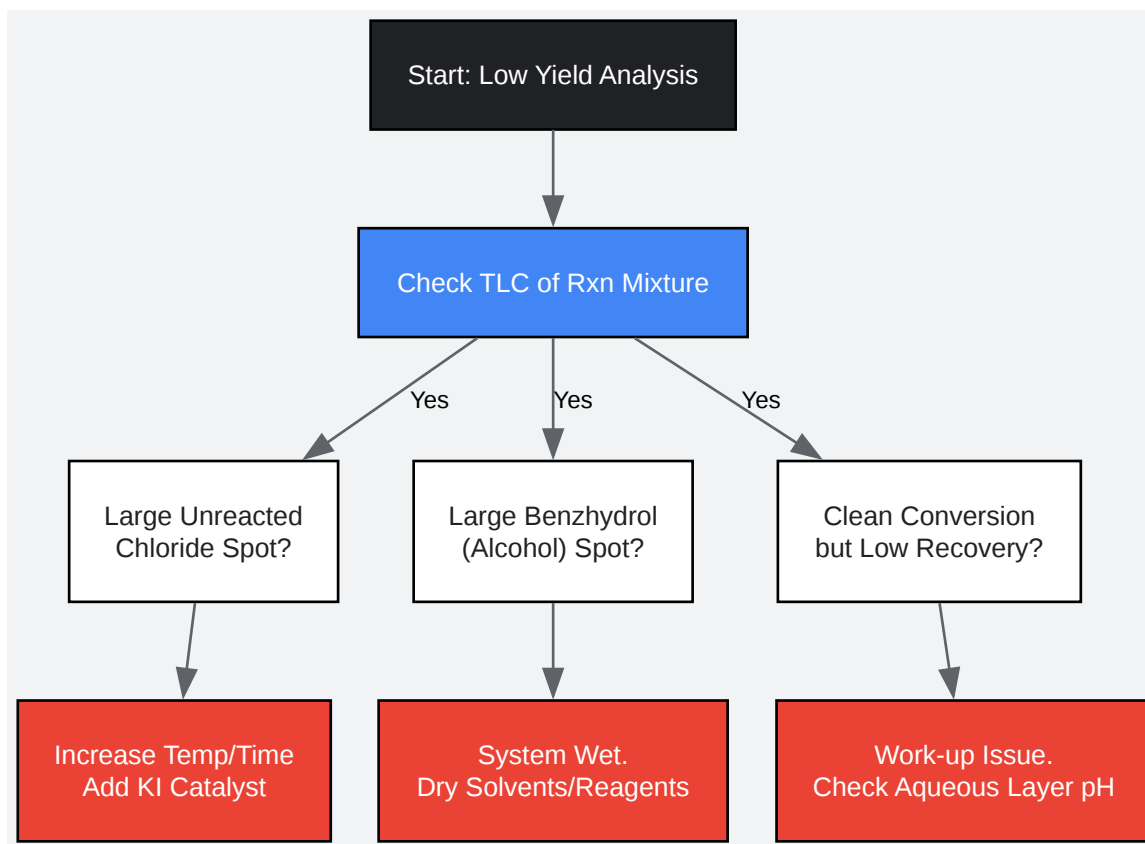 Start: Low Yield Analysis
Check TLC of Rxn Mixture
Yes
Yes
Yes
Large Unreacted
Chloride Spot?
Large Benzhydrol
(Alcohol) Spot?
Clean Conversion
but Low Recovery?
Increase Temp/Time
Add KI Catalyst
System Wet.
Dry Solvents/Reagents
Work-up Issue.
Check Aqueous Layer pH